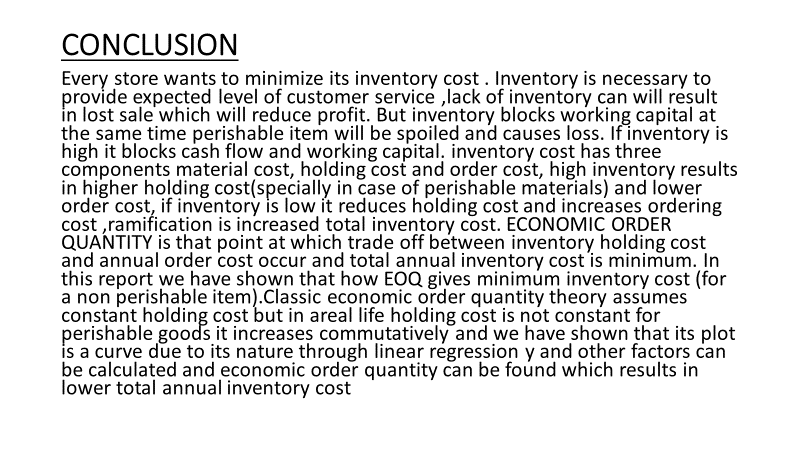 CONCLUSION
Every store wants to minimize its inventory cost . Inventory is necessary to
provide expected level of customer service ,lack of inventory can will result
in lost sale which will reduce profit. But inventory blocks working capital at
the same time perishable item will be spoiled and causes loss. If inventory is
high it blocks cash flow and working capital. inventory cost has three
components material cost, holding cost and order cost, high inventory results
in higher holding cost(specially in case of perishable materials) and lower
order cost, if inventory is low it reduces holding cost and increases ordering
cost ,ramification is increased total inventory cost. ECONOMIC ORDER
QUANTITY is that point at which trade off between inventory holding cost
and annual order cost occur and total annual inventory cost is minimum. In
this report we have shown that how EOQ gives minimum inventory cost (for
a non perishable item).Classic economic order quantity theory assumes
constant holding cost but in areal life holding cost is not constant for
perishable goods it increases commutatively and we have shown that its plot
is a curve due to its nature through linear regression y and other factors can
be calculated and economic order quantity can be found which results in
lower total annual inventory cost